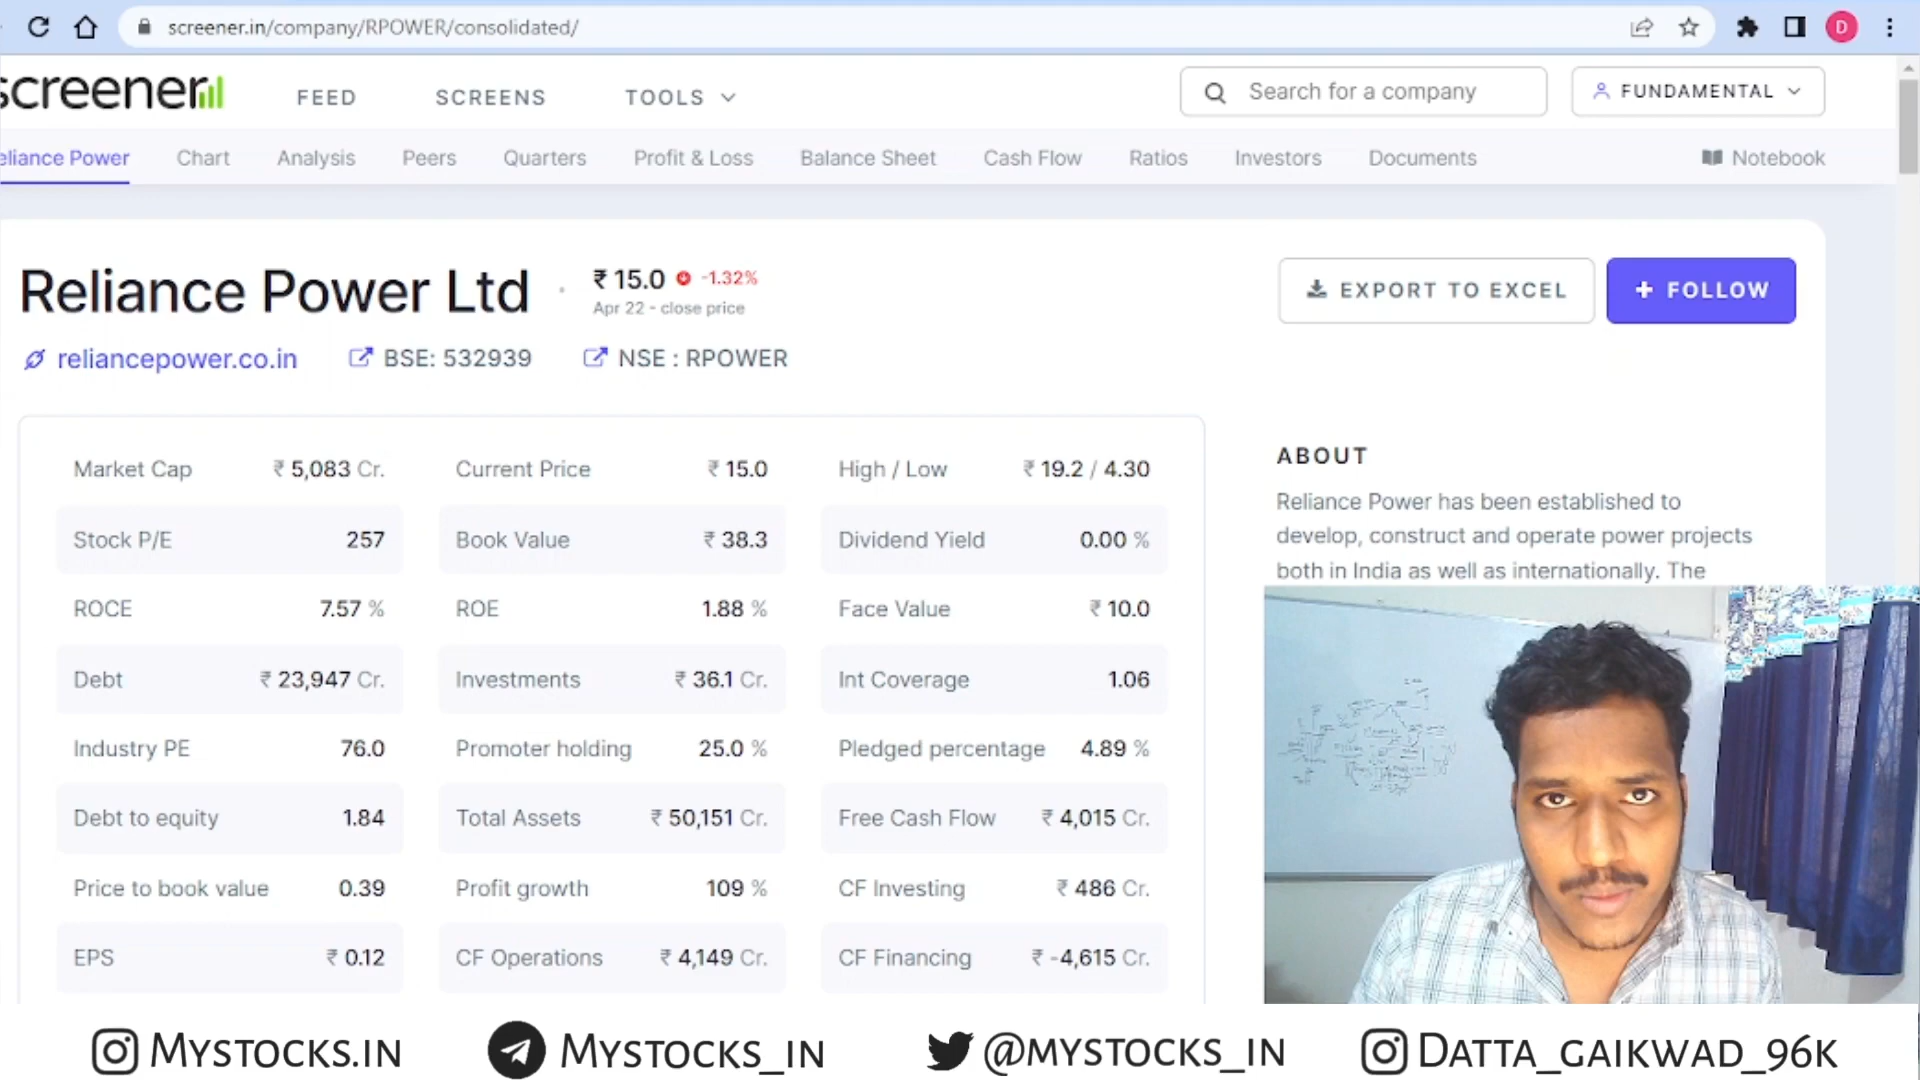 screener.in/company/RPOWER/consolidated/
D
screener
FEED
SCREENS
TOOLS
Search for a company
FUNDAMENTAL
eliance Power
Chart
Analysis
Peers
Quarters
Profit & Loss
Balance Sheet
Cash Flow
Ratios
Investors
Documents
Notebook
Reliance Power Ltd
₹ 15.0 -1.32%
Apr 22 - close price
EXPORT TO EXCEL
+ FOLLOW
reliancepower.co.in
BSE: 532939
NSE : RPOWER
Market Cap ₹ 5,083 Cr.
Current Price ₹ 15.0
High / Low ₹ 19.2 / 4.30
Stock P/E 257
Book Value ₹ 38.3
Dividend Yield 0.00 %
ROCE 7.57 %
ROE 1.88 %
Face Value ₹ 10.0
Debt ₹ 23,947 Cr.
Investments ₹ 36.1 Cr.
Int Coverage 1.06
Industry PE 76.0
Promoter holding 25.0 %
Pledged percentage 4.89 %
Debt to equity 1.84
Total Assets ₹ 50,151 Cr.
Free Cash Flow ₹ 4,015 Cr.
Price to book value 0.39
Profit growth 109 %
CF Investing ₹ 486 Cr.
EPS ₹ 0.12
CF Operations ₹ 4,149 Cr.
CF Financing ₹ -4,615 Cr.
ABOUT
Reliance Power has been established to
develop, construct and operate power projects
both in India as well as internationally. The
Mystocks.in
Mystocks_in
@mystocks_in
Datta_gaikwad_96k